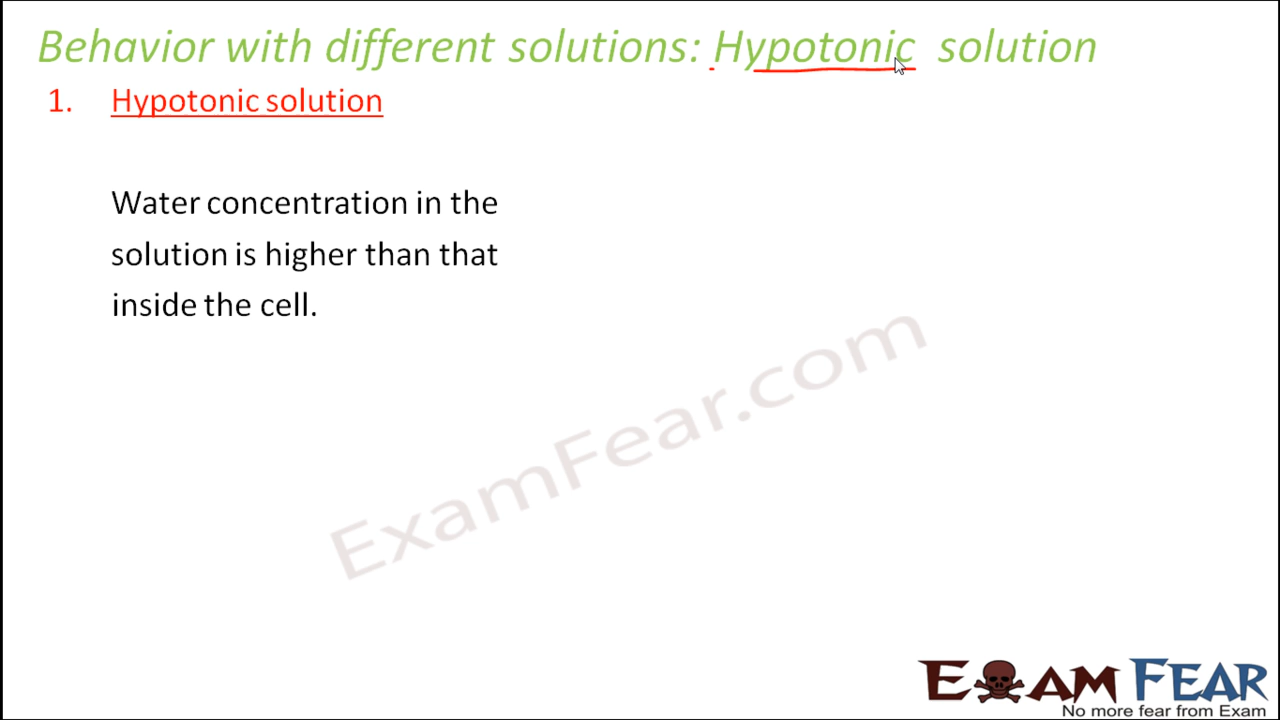 Behavior with different solutions: Hypotonic solution
1. Hypotonic solution
Water concentration in the
solution is higher than that
inside the cell.
ExamFear.com
EXAM FEAR
No more fear from Exam